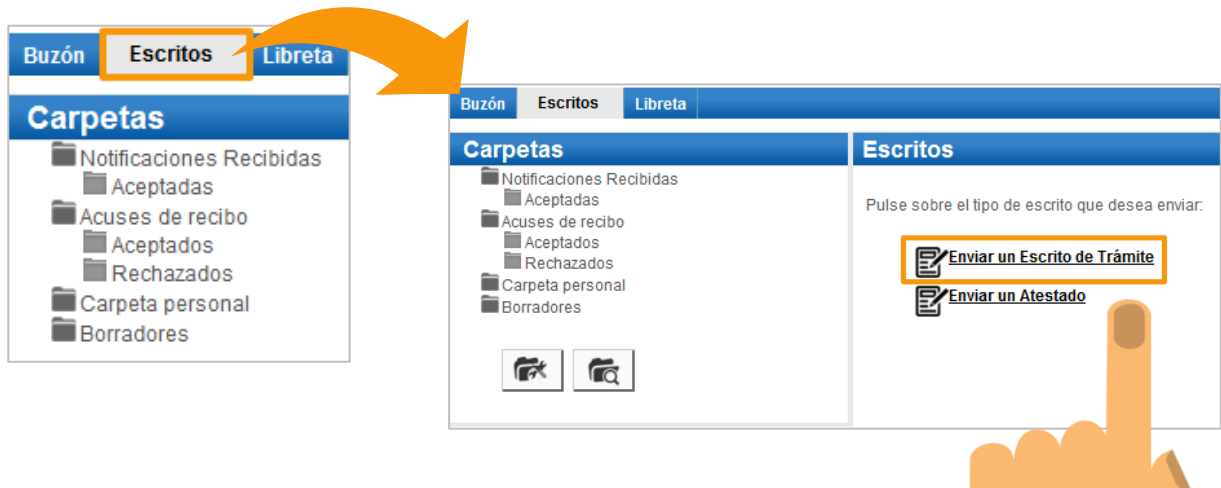 Buzón Escritos Libreta
Carpetas
Notificaciones Recibidas
Aceptadas
Acuses de recibo
Aceptados
Rechazados
Carpeta personal
Borradores
Buzón Escritos Libreta
Carpetas
Notificaciones Recibidas
Aceptadas
Acuses de recibo
Aceptados
Rechazados
Carpeta personal
Borradores
Escritos
Pulse sobre el tipo de escrito que desea enviar:
Enviar un Escrito de Trámite
Enviar un Atestado